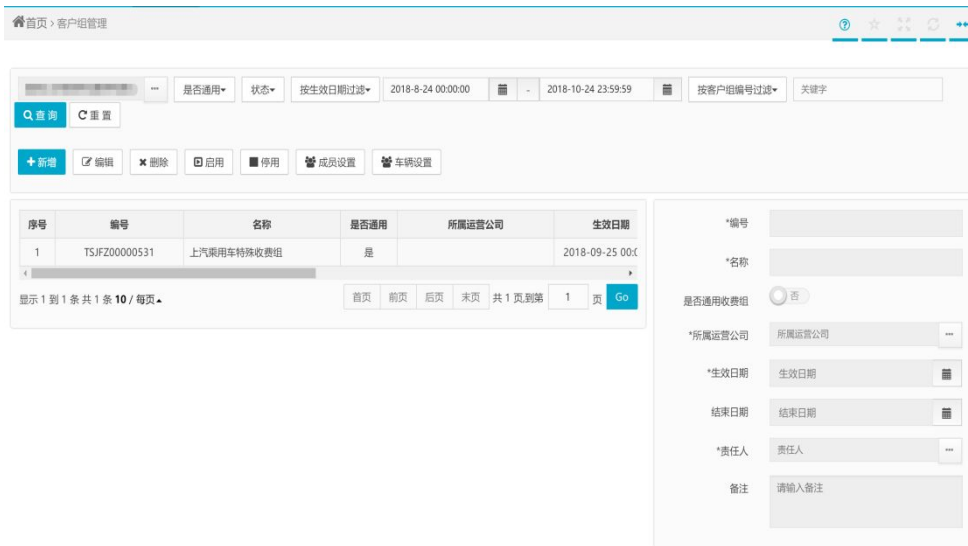 首页 › 客户组管理
是否通用 状态 按生效日期过滤 2018-8-24 00:00:00 - 2018-10-24 23:59:59 按客户组编号过滤 关键字
查询 重置
新增 编辑 删除 启用 停用 成员设置 车辆设置
序号 编号 名称 是否通用 所属运营公司 生效日期
1 TSJFZ00000531 上汽乘用车特殊收费组 是 2018-09-25 00:0
显示 1 到 1 条 共 1 条 10 / 每页 首页 前页 后页 末页 共 1 页,到第 1 页 Go
*编号
*名称
是否通用收费组 否
*所属运营公司 所属运营公司
*生效日期 生效日期
结束日期 结束日期
*责任人 责任人
备注 请输入备注